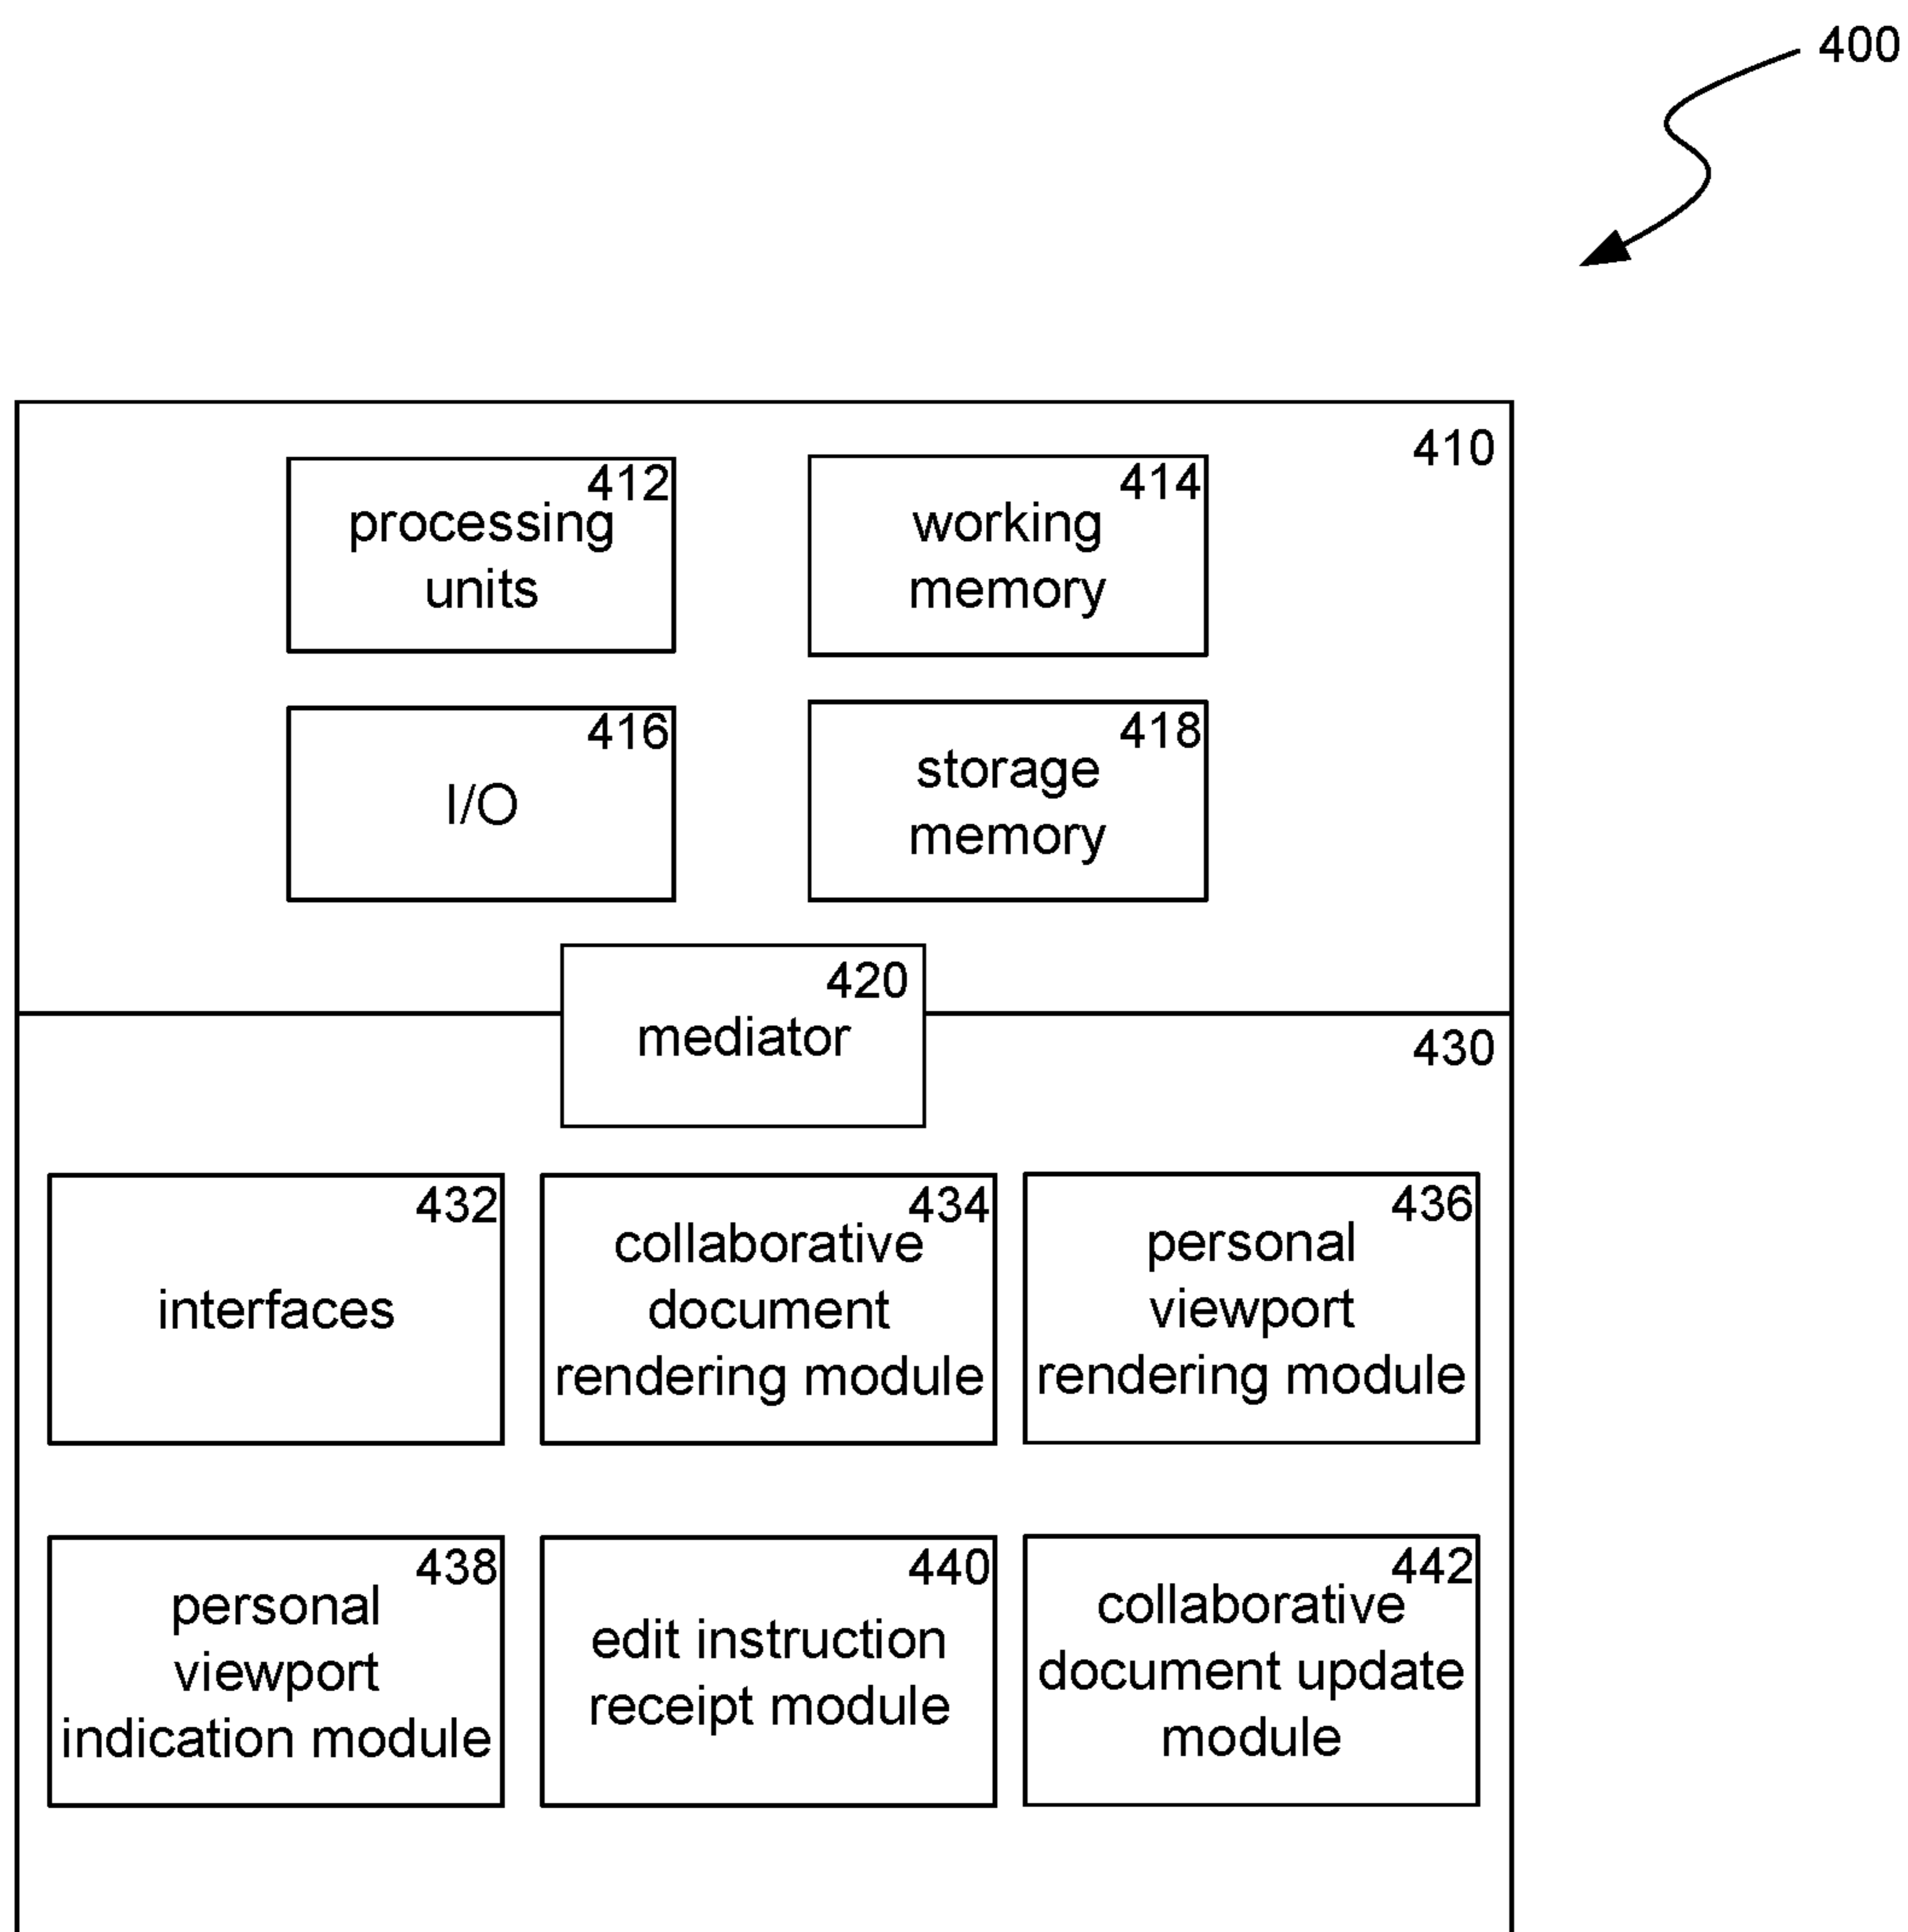 400
410
412
processing
units
414
working
memory
416
I/O
418
storage
memory
420
mediator
430
432
interfaces
434
collaborative
document
rendering module
436
personal
viewport
rendering module
438
personal
viewport
indication module
440
edit instruction
receipt module
442
collaborative
document update
module